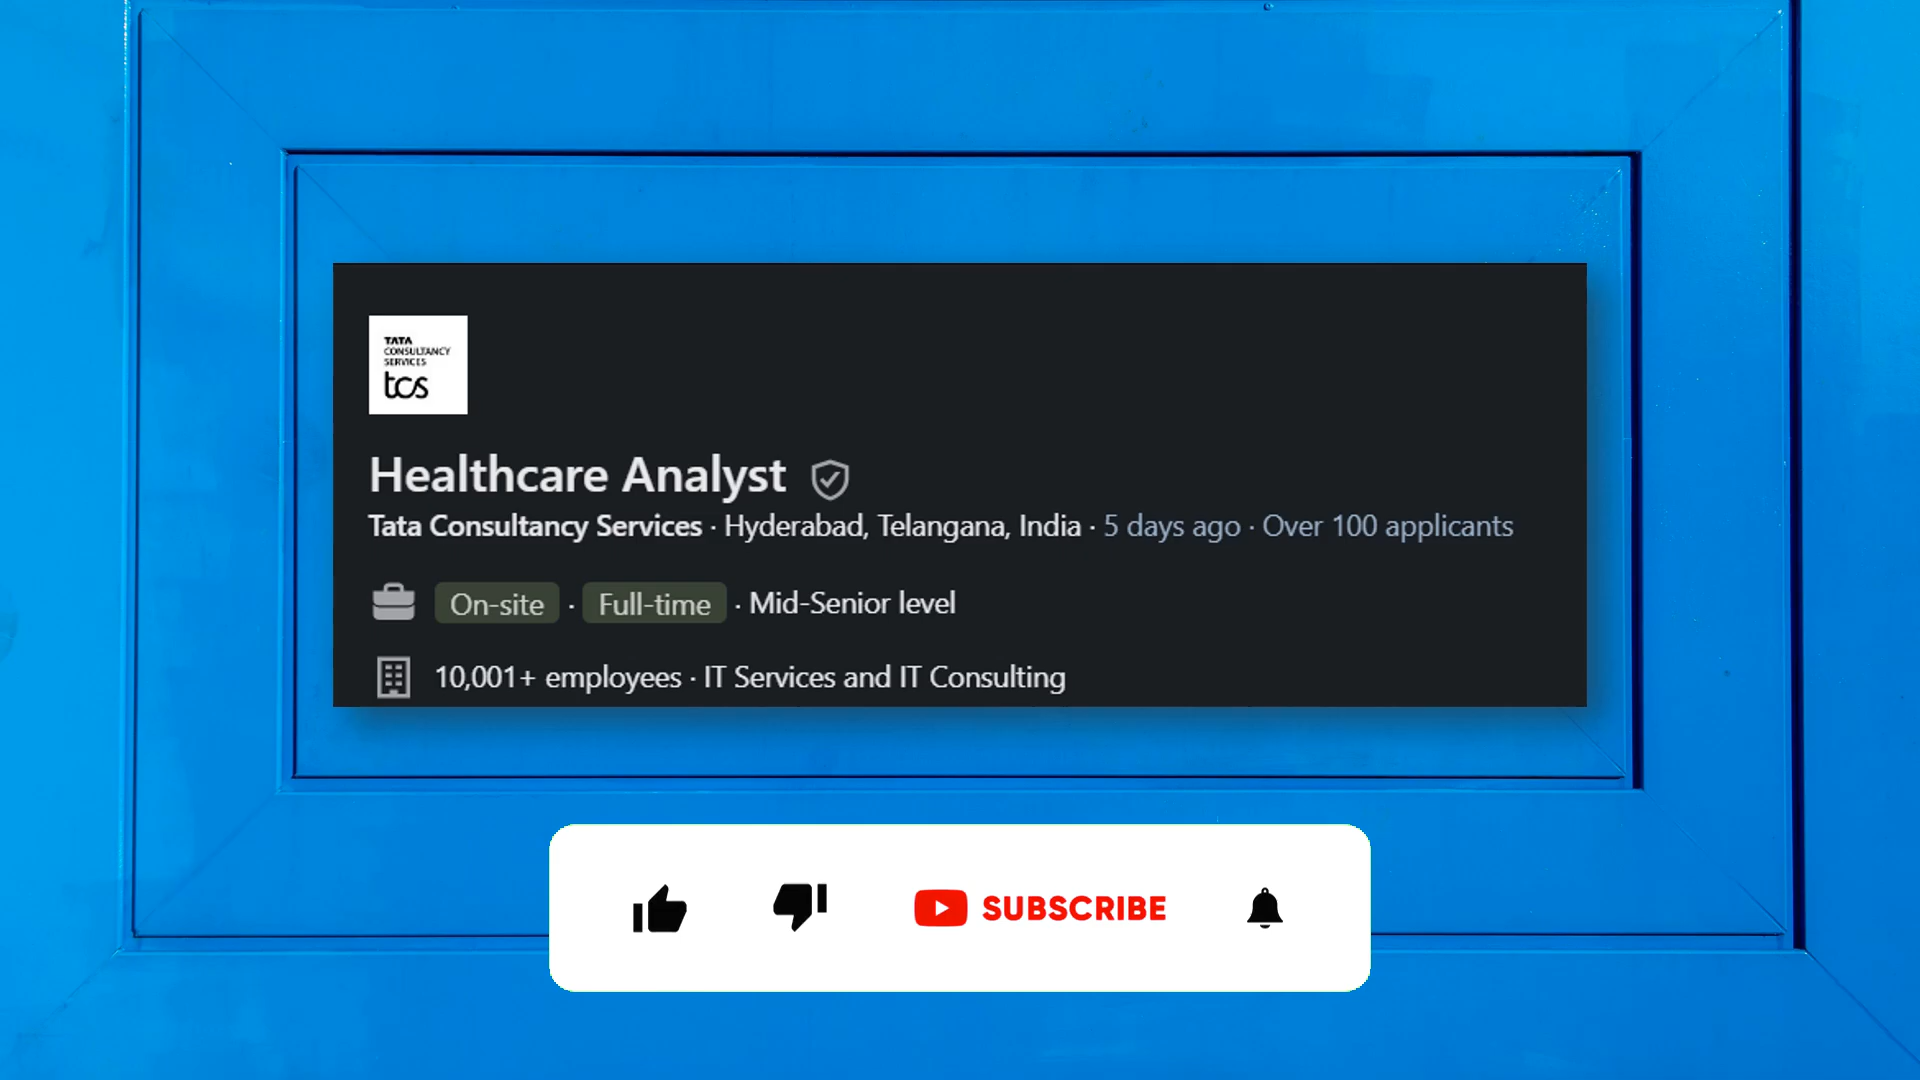 TATA
CONSULTANCY
SERVICES
tcs
Healthcare Analyst
Tata Consultancy Services · Hyderabad, Telangana, India · 5 days ago · Over 100 applicants
On-site · Full-time · Mid-Senior level
10,001+ employees · IT Services and IT Consulting
SUBSCRIBE